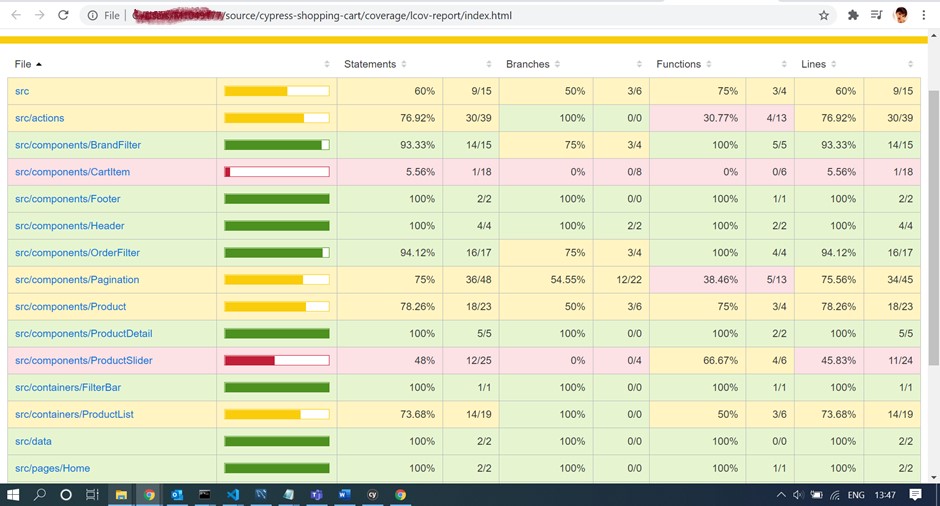 File /source/cypress-shopping-cart/coverage/lcov-report/index.html
File Statements Branches Functions Lines
src 60% 9/15 50% 3/6 75% 3/4 60% 9/15
src/actions 76.92% 30/39 100% 0/0 30.77% 4/13 76.92% 30/39
src/components/BrandFilter 93.33% 14/15 75% 3/4 100% 5/5 93.33% 14/15
src/components/CartItem 5.56% 1/18 0% 0/8 0% 0/6 5.56% 1/18
src/components/Footer 100% 2/2 100% 0/0 100% 1/1 100% 2/2
src/components/Header 100% 4/4 100% 2/2 100% 2/2 100% 4/4
src/components/OrderFilter 94.12% 16/17 75% 3/4 100% 4/4 94.12% 16/17
src/components/Pagination 75% 36/48 54.55% 12/22 38.46% 5/13 75.56% 34/45
src/components/Product 78.26% 18/23 50% 3/6 75% 3/4 78.26% 18/23
src/components/ProductDetail 100% 5/5 100% 0/0 100% 2/2 100% 5/5
src/components/ProductSlider 48% 12/25 0% 0/4 66.67% 4/6 45.83% 11/24
src/containers/FilterBar 100% 1/1 100% 0/0 100% 1/1 100% 1/1
src/containers/ProductList 73.68% 14/19 100% 0/0 50% 3/6 73.68% 14/19
src/data 100% 2/2 100% 0/0 100% 0/0 100% 2/2
src/pages/Home 100% 2/2 100% 0/0 100% 1/1 100% 2/2
ENG 13:47